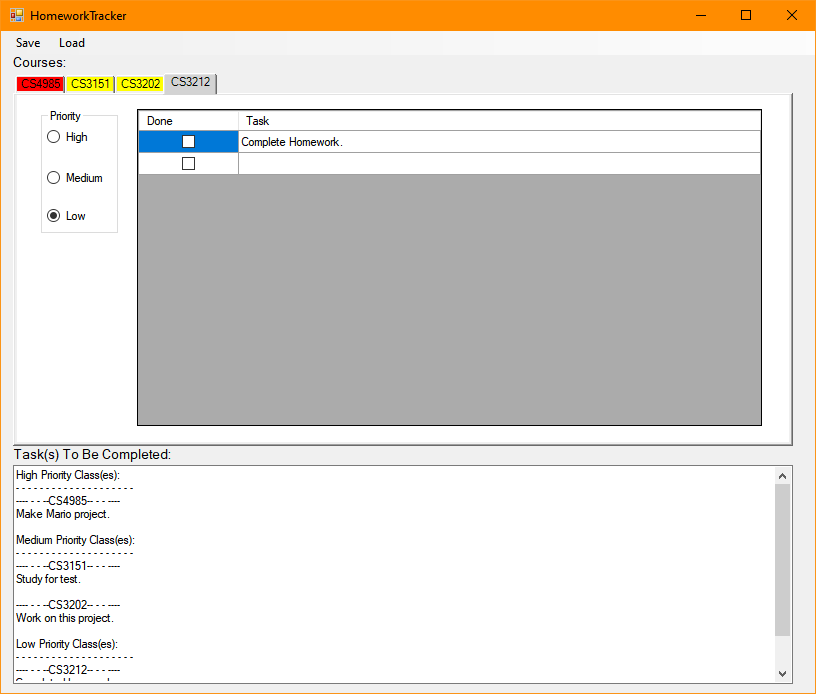 HomeworkTracker
Save Load
Courses:
CS4985 CS3151 CS3202 CS3212
Priority
High
Medium
Low
Done Task
Complete Homework.
Task(s) To Be Completed:
High Priority Class(es):
- - - - - - - - - - - - - - - - - - - -
---- - - --CS4985-- - - ----
Make Mario project.
Medium Priority Class(es):
- - - - - - - - - - - - - - - - - - - -
---- - - --CS3151-- - - ----
Study for test.
---- - - --CS3202-- - - ----
Work on this project.
Low Priority Class(es):
- - - - - - - - - - - - - - - - - - - -
---- - - --CS3212-- - - ----